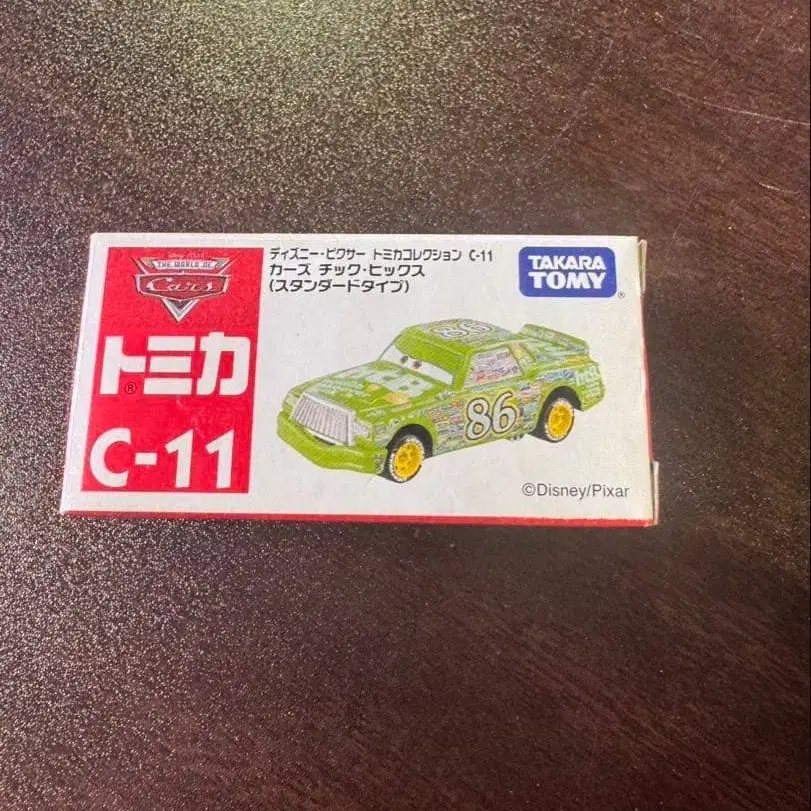 THE WORLD OF
Cars
トミカ
®
C-11
ディズニー・ピクサー トミカコレクション C-11
カーズ チック・ヒックス
(スタンダードタイプ)
TAKARA
TOMY
®
86
86
©Disney/Pixar